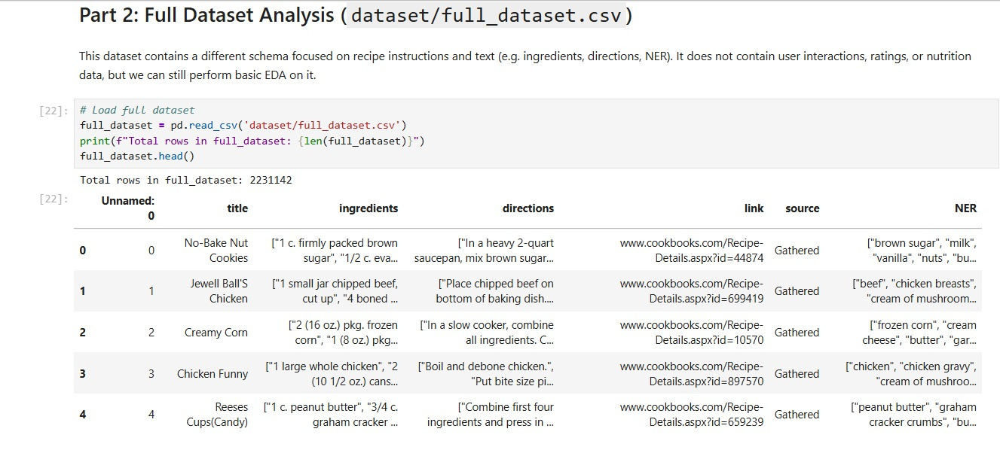 Part 2: Full Dataset Analysis (dataset/full_dataset.csv)
This dataset contains a different schema focused on recipe instructions and text (e.g. ingredients, directions, NER). It does not contain user interactions, ratings, or nutrition
data, but we can still perform basic EDA on it.
[22]:
# Load full dataset
full_dataset = pd.read_csv('dataset/full_dataset.csv')
print(f"Total rows in full_dataset: {len(full_dataset)}")
full_dataset.head()
Total rows in full_dataset: 2231142
[22]:
Unnamed: 0 title ingredients directions link source NER
0 0 No-Bake Nut Cookies ["1 c. firmly packed brown sugar", "1/2 c. eva... ["In a heavy 2-quart saucepan, mix brown sugar... www.cookbooks.com/Recipe-Details.aspx?id=44874 Gathered ["brown sugar", "milk", "vanilla", "nuts", "bu...
1 1 Jewell Ball'S Chicken ["1 small jar chipped beef, cut up", "4 boned ... ["Place chipped beef on bottom of baking dish.... www.cookbooks.com/Recipe-Details.aspx?id=699419 Gathered ["beef", "chicken breasts", "cream of mushroom...
2 2 Creamy Corn ["2 (16 oz.) pkg. frozen corn", "1 (8 oz.) pkg... ["In a slow cooker, combine all ingredients. C... www.cookbooks.com/Recipe-Details.aspx?id=10570 Gathered ["frozen corn", "cream cheese", "butter", "gar...
3 3 Chicken Funny ["1 large whole chicken", "2 (10 1/2 oz.) cans... ["Boil and debone chicken.", "Put bite size pi... www.cookbooks.com/Recipe-Details.aspx?id=897570 Gathered ["chicken", "chicken gravy", "cream of mushroo...
4 4 Reeses Cups(Candy) ["1 c. peanut butter", "3/4 c. graham cracker ... ["Combine first four ingredients and press in ... www.cookbooks.com/Recipe-Details.aspx?id=659239 Gathered ["peanut butter", "graham cracker crumbs", "bu...